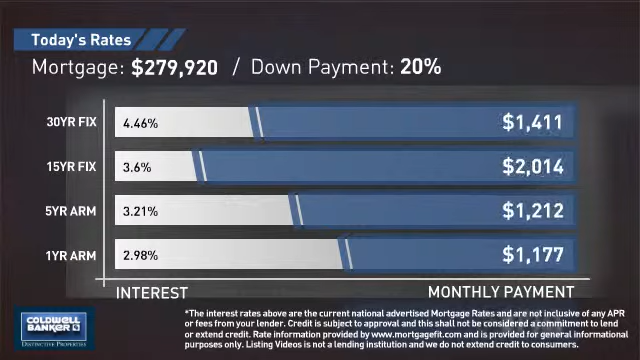 Today's Rates
Mortgage: $279,920 / Down Payment: 20%
30YR FIX 4.46% $1,411
15YR FIX 3.6% $2,014
5YR ARM 3.21% $1,212
1YR ARM 2.98% $1,177
INTEREST MONTHLY PAYMENT
COLDWELL
BANKER
DISTINCTIVE PROPERTIES
*The interest rates above are the current national advertised Mortgage Rates and are not inclusive of any APR
or fees from your lender. Credit is subject to approval and this shall not be considered a commitment to lend
or extend credit. Rate information provided by www.mortgagefit.com and is provided for general informational
purposes only. Listing Videos is not a lending institution and we do not extend credit to consumers.